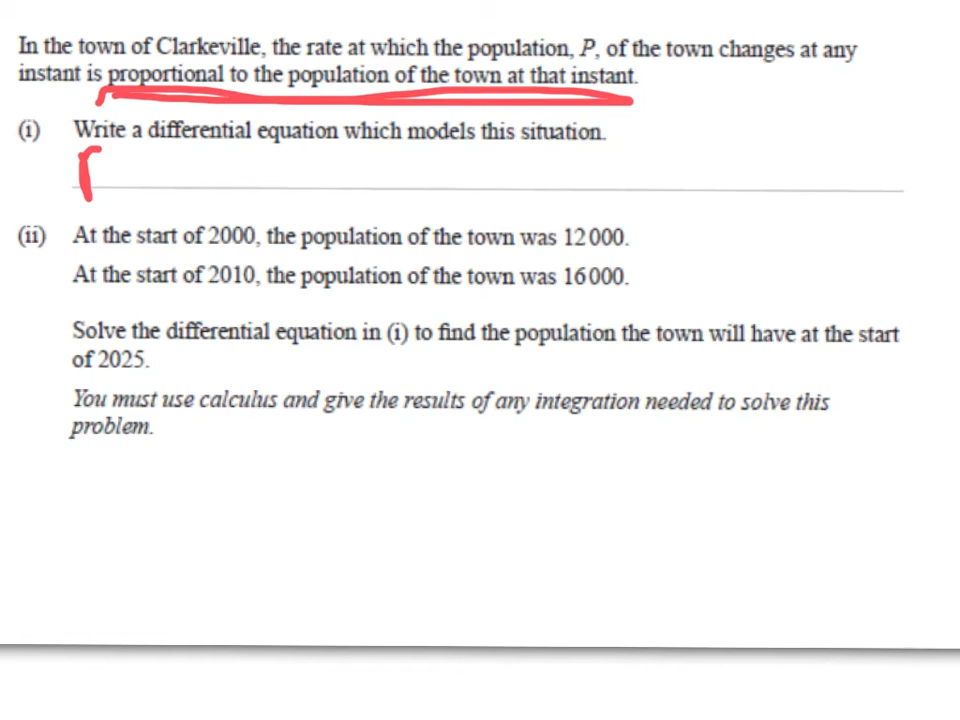 In the town of Clarkeville, the rate at which the population, P, of the town changes at any
instant is proportional to the population of the town at that instant.
(i) Write a differential equation which models this situation.
(ii) At the start of 2000, the population of the town was 12 000.
At the start of 2010, the population of the town was 16 000.
Solve the differential equation in (i) to find the population the town will have at the start
of 2025.
You must use calculus and give the results of any integration needed to solve this
problem.